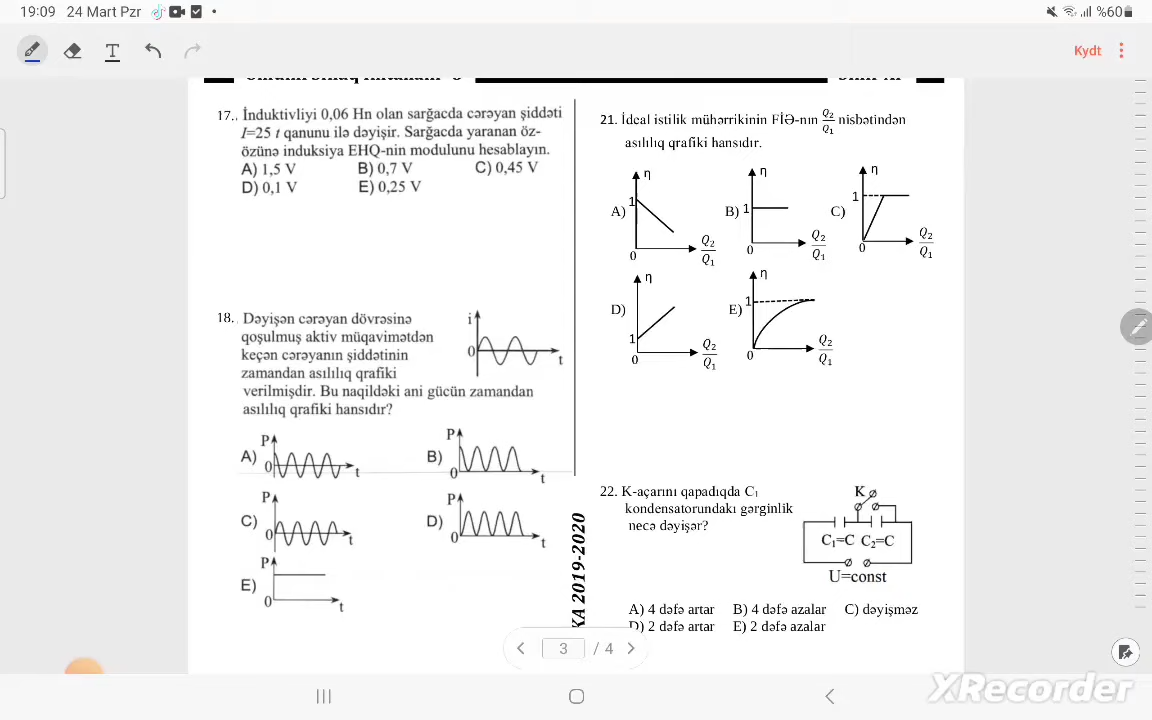 19:09 24 Mart Pzr
%60
T
Kydt
17.. İnduktivliyi 0,06 Hn olan sarğacda cərəyan şiddəti
I=25 t qanunu ilə dəyişir. Sarğacda yaranan öz-
özünə induksiya EHQ-nin modulunu hesablayın.
A) 1,5 V B) 0,7 V C) 0,45 V
D) 0,1 V E) 0,25 V
18. Dəyişən cərəyan dövrəsinə
qoşulmuş aktiv müqavimətdən
keçən cərəyanın şiddətinin
zamandan asılılıq qrafiki
verilmişdir. Bu naqildəki ani gücün zamandan
asılılıq qrafiki hansıdır?
i
0
t
A) P 0 t
B) P 0 t
C) P 0 t
D) P 0 t
E) P 0 t
KA 2019-2020
21. İdeal istilik mühərrikinin FİƏ-nın Q2/Q1 nisbətindən
asılılıq qrafiki hansıdır.
A) η 1 0 Q2/Q1
B) η 1 0 Q2/Q1
C) η 1 0 Q2/Q1
D) η 1 0 Q2/Q1
E) η 1 0 Q2/Q1
22. K-açarını qapadıqda C1
kondensatorundakı gərginlik
necə dəyişər?
K
C1=C C2=C
U=const
A) 4 dəfə artar B) 4 dəfə azalar C) dəyişməz
D) 2 dəfə artar E) 2 dəfə azalar
3 / 4
XRecorder